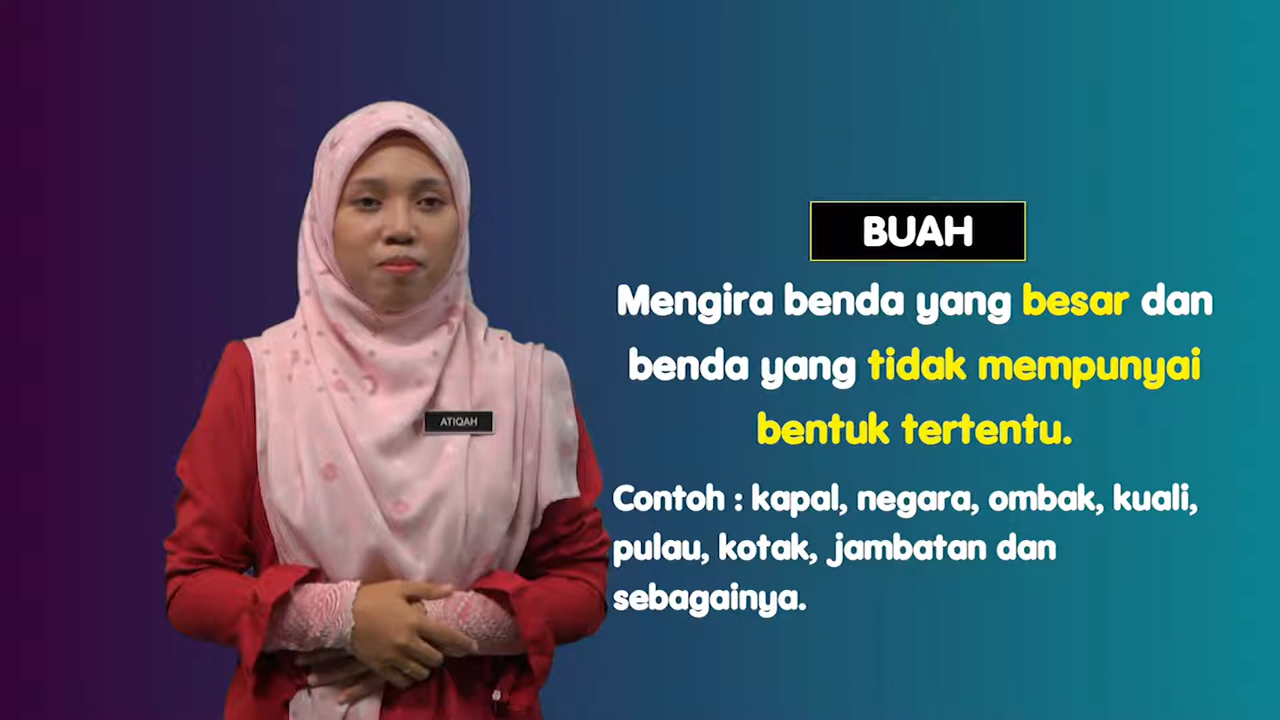 ATIQAH
BUAH
Mengira benda yang besar dan
benda yang tidak mempunyai
bentuk tertentu.
Contoh : kapal, negara, ombak, kuali,
pulau, kotak, jambatan dan
sebagainya.